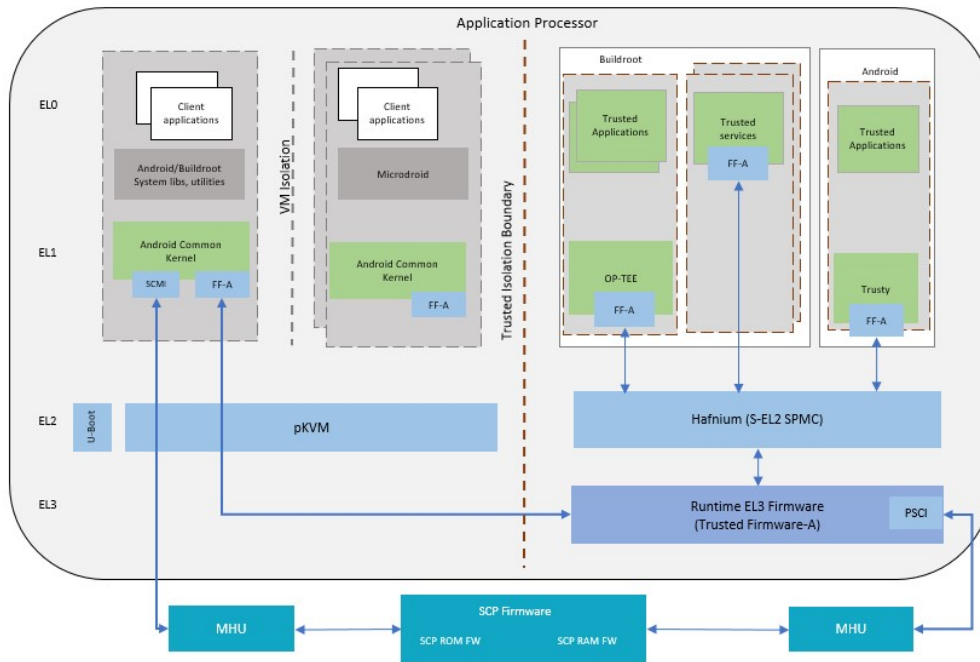 Application Processor
EL0
EL1
EL2
EL3
Client
applications
Android/Buildroot
System libs, utilities
Android Common
Kernel
SCMI
FF-A
VM Isolation
Client
applications
Microdroid
Android Common
Kernel
FF-A
Trusted Isolation Boundary
Buildroot
Trusted
Applications
OP-TEE
FF-A
Trusted
services
FF-A
Android
Trusted
Applications
Trusty
FF-A
U-Boot
pKVM
Hafnium (S-EL2 SPMC)
Runtime EL3 Firmware
(Trusted Firmware-A)
PSCI
MHU
SCP Firmware
SCP ROM FW
SCP RAM FW
MHU